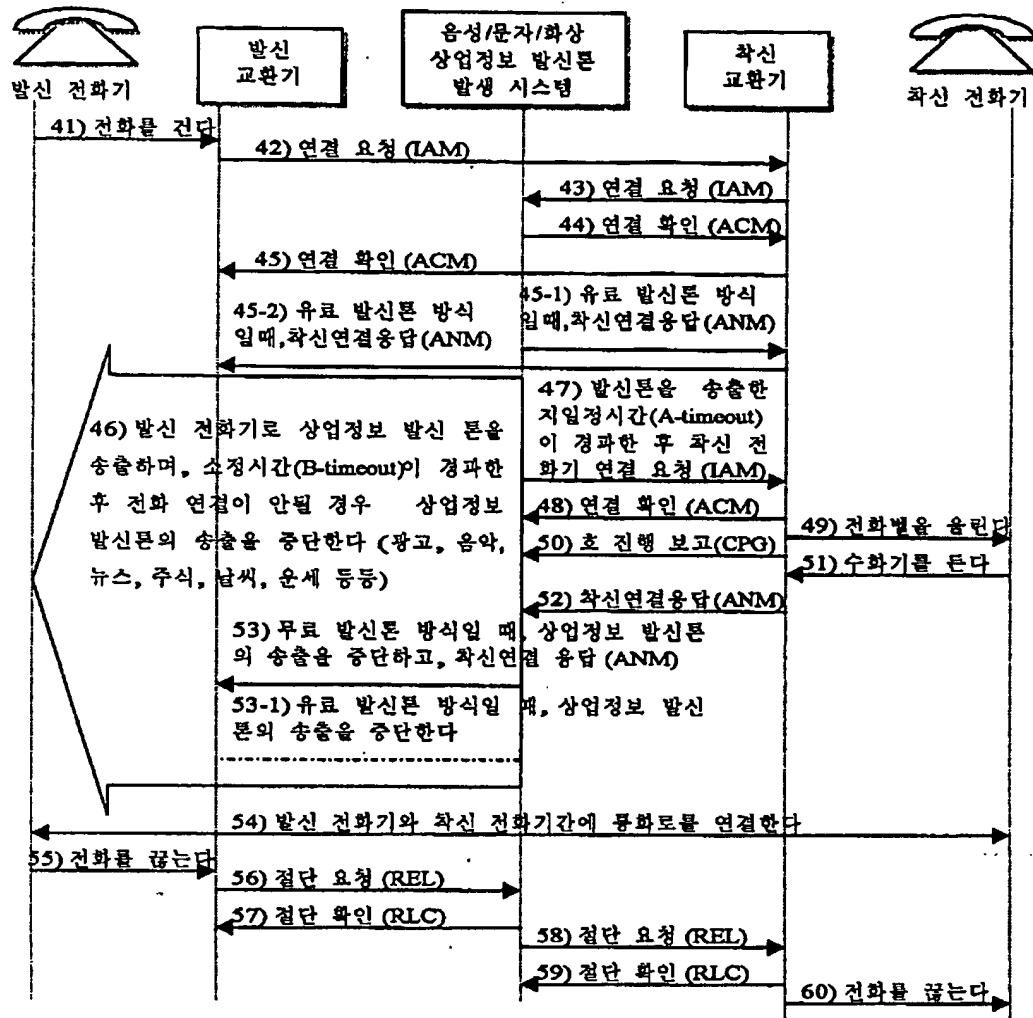 발신 전화기
발신
교환기
음성/문자/화상
상업정보 발신톤
발생 시스템
착신
교환기
착신 전화기
41) 전화를 건다
42) 연결 요청 (IAM)
43) 연결 요청 (IAM)
44) 연결 확인 (ACM)
45) 연결 확인 (ACM)
45-1) 유료 발신톤 방식
일때,착신연결응답(ANM)
45-2) 유료 발신톤 방식
일때,착신연결응답(ANM)
46) 발신 전화기로 상업정보 발신 톤을
송출하며, 소정시간(B-timeout)이 경과한
후 전화 연결이 안될 경우 상업정보
발신톤의 송출을 중단한다 (광고, 음악,
뉴스, 주식, 날씨, 운세 등등)
47) 발신톤을 송출한
지일정시간(A-timeout)
이 경과한 후 착신 전
화기 연결 요청(IAM)
48) 연결 확인 (ACM)
49) 전화벨을 울린다
50) 호 진행 보고(CPG)
51) 수화기를 든다
52) 착신연결응답(ANM)
53) 무료 발신톤 방식일 때, 상업정보 발신톤
의 송출을 중단하고, 착신연결 응답 (ANM)
53-1) 유료 발신톤 방식일 때, 상업정보 발신
톤의 송출을 중단한다
54) 발신 전화기와 착신 전화기간에 통화로를 연결한다
55) 전화를 끊는다
56) 절단 요청 (REL)
57) 절단 확인 (RLC)
58) 절단 요청 (REL)
59) 절단 확인 (RLC)
60) 전화를 끊는다